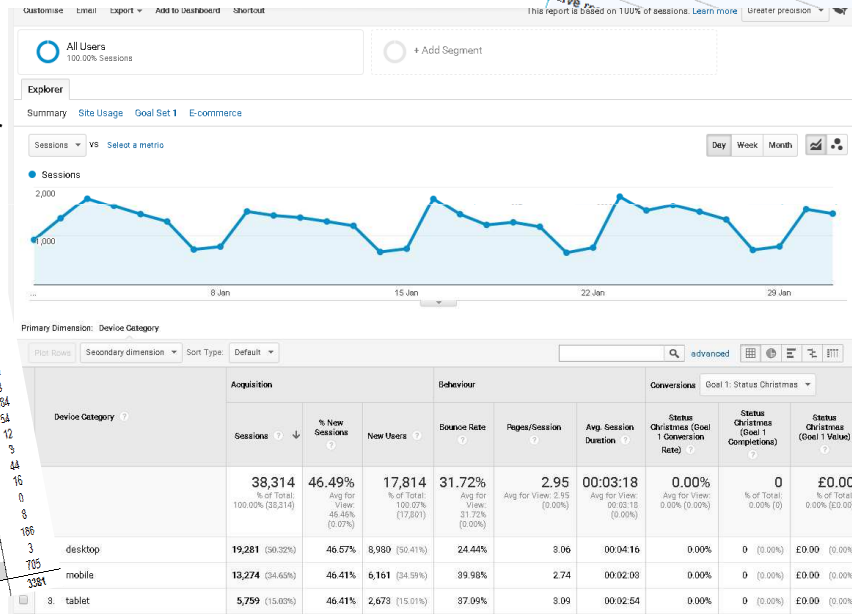 Customise Email Export Add to Dashboard Shortcut
This report is based on 100% of sessions. Learn more Greater precision
All Users
100.00% Sessions
+ Add Segment
Explorer
Summary Site Usage Goal Set 1 E-commerce
Sessions VS Select a metric
Day Week Month
Sessions
2,000
1,000
... 8 Jan 15 Jan 22 Jan 29 Jan
Primary Dimension: Device Category
Plot Rows Secondary dimension Sort Type: Default advanced
Acquisition Behaviour Conversions Goal 1: Status Christmas
Device Category ? Sessions ? % New Sessions ? New Users ? Bounce Rate ? Pages/Session ? Avg. Session Duration ? Status Christmas (Goal 1 Conversion Rate) ? Status Christmas (Goal 1 Completions) ? Status Christmas (Goal 1 Value) ?
38,314 46.49% 17,814 31.72% 2.95 00:03:18 0.00% 0 £0.00
% of Total: 100.00% (38,314) Avg for View: 46.46% (0.07%) % of Total: 100.07% (17,801) Avg for View: 31.72% (0.00%) Avg for View: 2.95 (0.00%) Avg for View: 00:03:18 (0.00%) Avg for View: 0.00% (0.00%) % of Total: 0.00% (0) % of Total: 0.00% (£0.00)
desktop 19,281 (50.32%) 46.57% 8,980 (50.41%) 24.44% 3.06 00:04:16 0.00% 0 (0.00%) £0.00 (0.00%)
mobile 13,274 (34.65%) 46.41% 6,161 (34.59%) 39.98% 2.74 00:02:03 0.00% 0 (0.00%) £0.00 (0.00%)
3. tablet 5,759 (15.03%) 46.41% 2,673 (15.01%) 37.09% 3.09 00:02:54 0.00% 0 (0.00%) £0.00 (0.00%)
84
54
12
3
44
16
0
8
186
3
705
3381